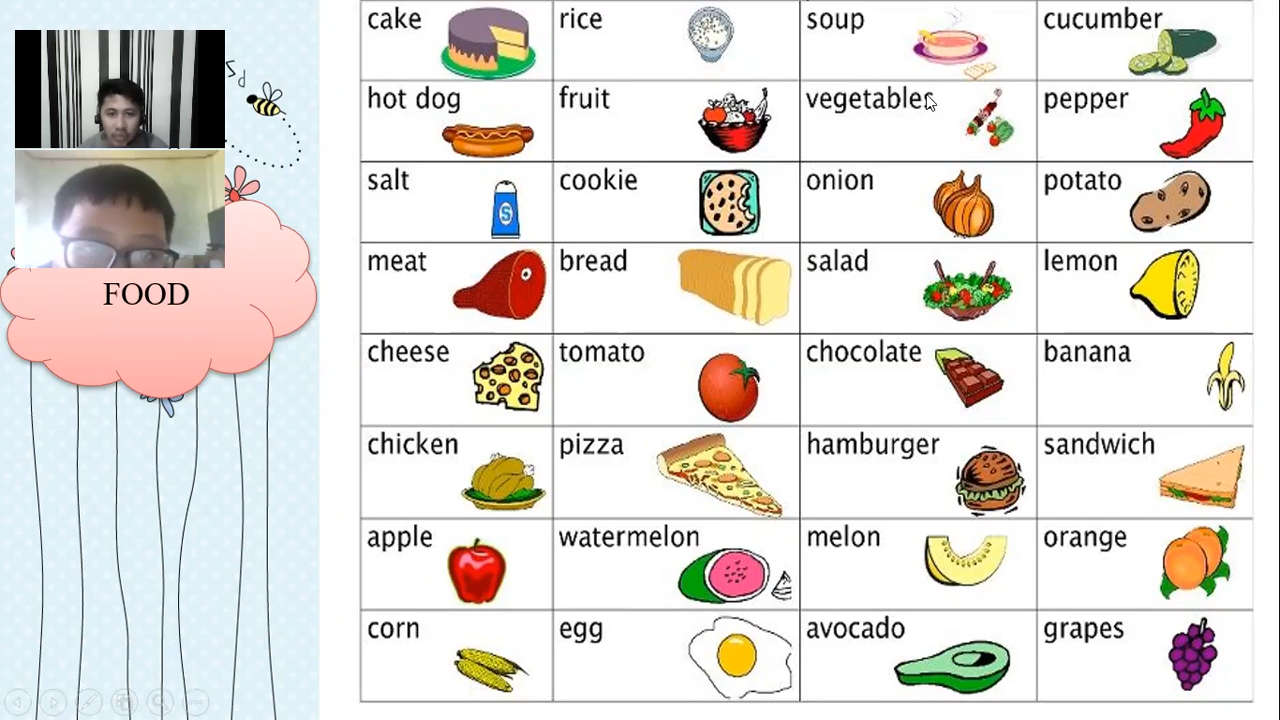 FOOD
cake rice soup cucumber
hot dog fruit vegetables pepper
salt cookie onion potato
S
meat bread salad lemon
cheese tomato chocolate banana
chicken pizza hamburger sandwich
apple watermelon melon orange
corn egg avocado grapes